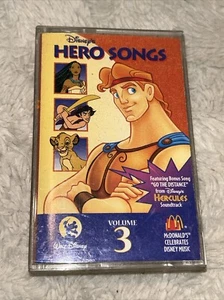 Disney's
HERO SONGS
Featuring Bonus Song
"GO THE DISTANCE"
from Disney's
HERCULES
Soundtrack
VOLUME
3
McDONALD'S
CELEBRATES
DISNEY MUSIC
WALT DISNEY